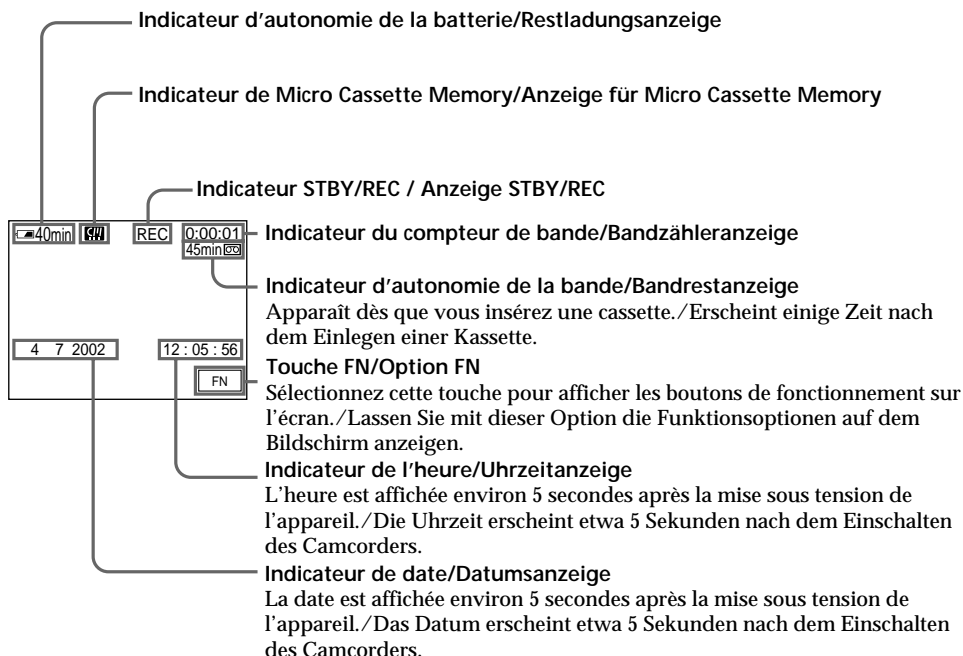 Indicateur d'autonomie de la batterie/Restladungsanzeige
Indicateur de Micro Cassette Memory/Anzeige für Micro Cassette Memory
Indicateur STBY/REC / Anzeige STBY/REC
40min REC 0:00:01
45min
Indicateur du compteur de bande/Bandzähleranzeige
Indicateur d'autonomie de la bande/Bandrestanzeige
Apparaît dès que vous insérez une cassette./Erscheint einige Zeit nach
dem Einlegen einer Kassette.
4 7 2002 12 : 05 : 56
FN
Touche FN/Option FN
Sélectionnez cette touche pour afficher les boutons de fonctionnement sur
l'écran./Lassen Sie mit dieser Option die Funktionsoptionen auf dem
Bildschirm anzeigen.
Indicateur de l'heure/Uhrzeitanzeige
L'heure est affichée environ 5 secondes après la mise sous tension de
l'appareil./Die Uhrzeit erscheint etwa 5 Sekunden nach dem Einschalten
des Camcorders.
Indicateur de date/Datumsanzeige
La date est affichée environ 5 secondes après la mise sous tension de
l'appareil./Das Datum erscheint etwa 5 Sekunden nach dem Einschalten
des Camcorders.